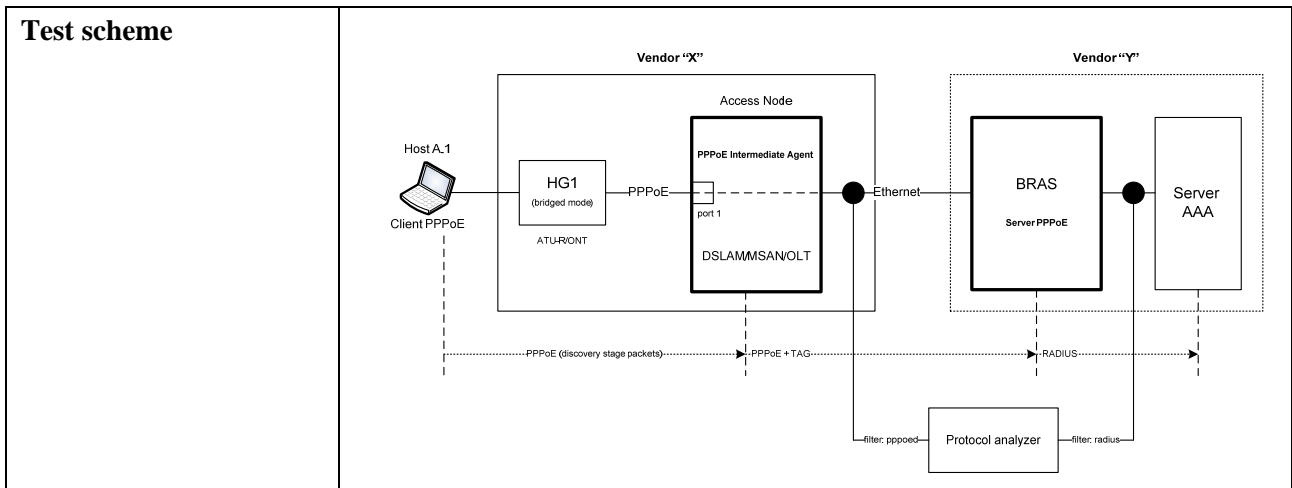 Test scheme
Vendor "X"
Vendor "Y"
Access Node
Host A.1
Client PPPoE
HG1
(bridged mode)
ATU-R/ONT
PPPoE
PPPoE Intermediate Agent
port 1
DSLAM/MSAN/OLT
Ethernet
BRAS
Server PPPoE
Server
AAA
PPPoE (discovery stage packets)
PPPoE + TAG
RADIUS
filter: pppoed
Protocol analyzer
filter: radius